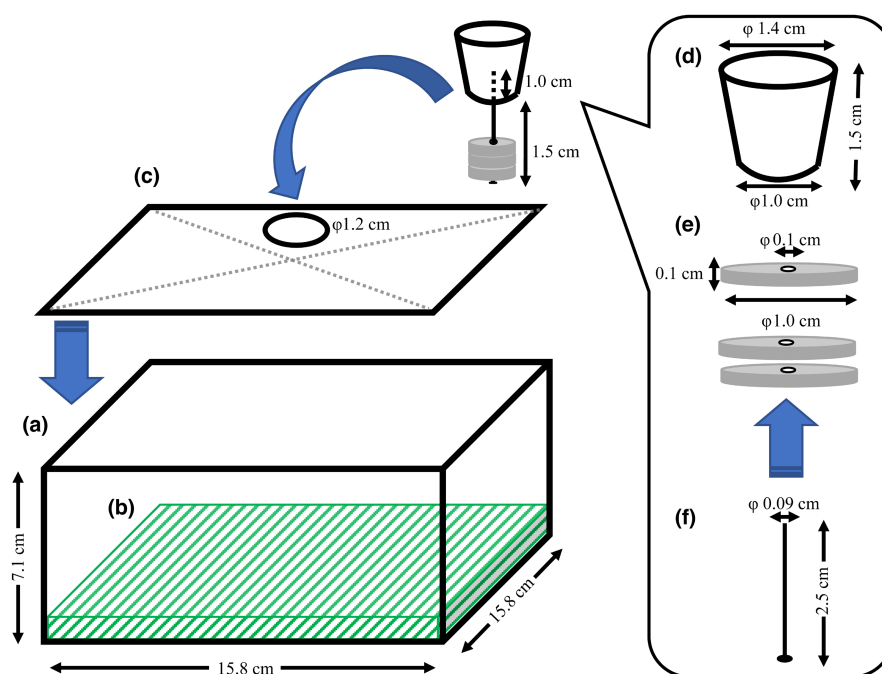 φ 1.4 cm
(d)
1.0 cm
1.5 cm
1.5 cm
(c)
φ1.0 cm
φ1.2 cm
(e)
φ 0.1 cm
0.1 cm
φ1.0 cm
(a)
(b)
φ 0.09 cm
(f)
7.1 cm
2.5 cm
15.8 cm
15.8 cm